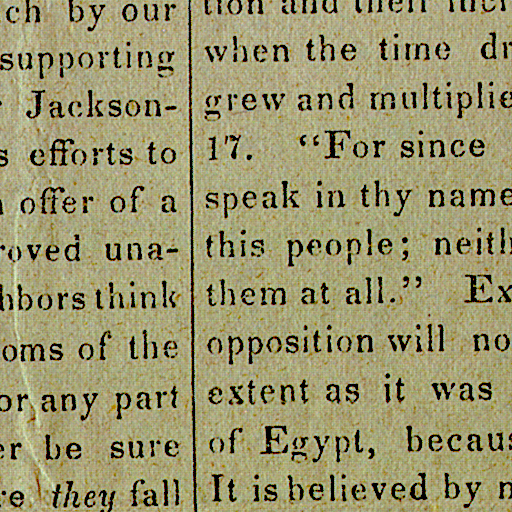 ch by our
supporting
Jackson-
s efforts to
offer of a
roved una-
hbors think
oms of the
or any part
er be sure
re they fall
tion and their
when the time dr
grew and multiplie
17. “For since
speak in thy name
this people; neith
them at all.” Ex
opposition will no
extent as it was
of Egypt, becaus
It is believed by